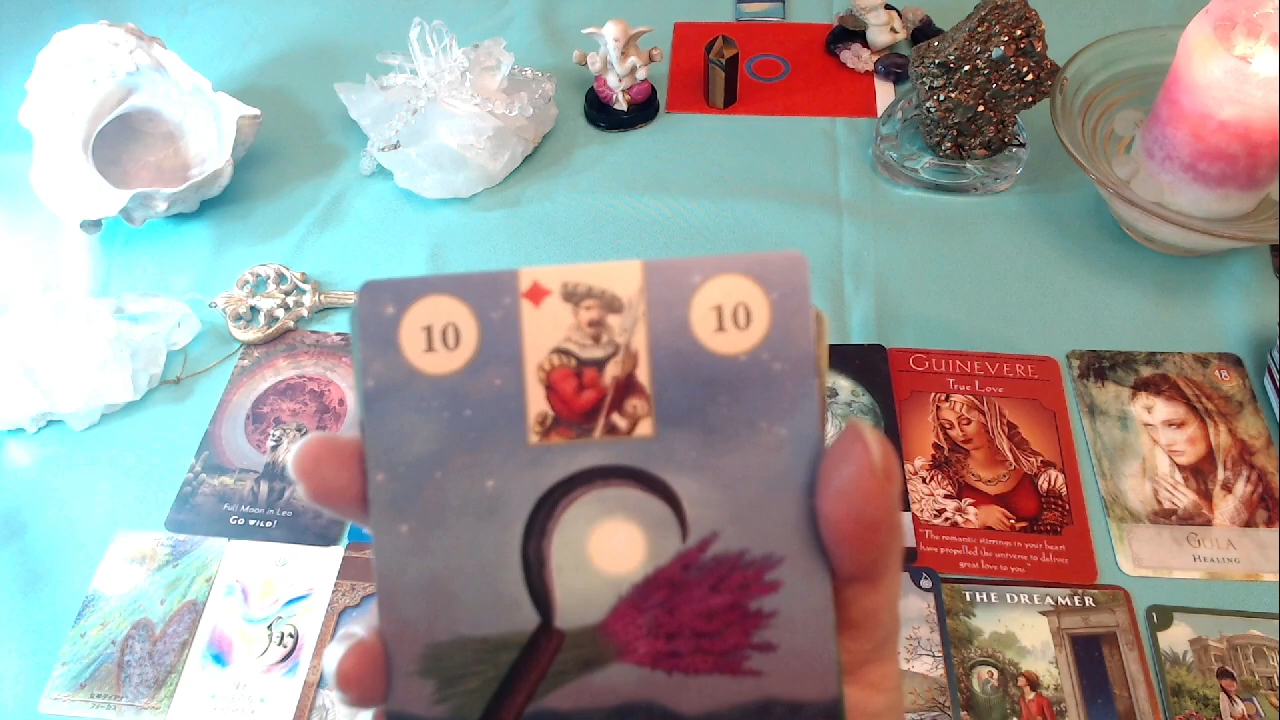 10
10
Full Moon in Leo
GO WILD!
GUINEVERE
True Love
"The romantic stirrings in your heart
have propelled the universe to deliver
great love to you."
18
GULA
HEALING
THE DREAMER
1